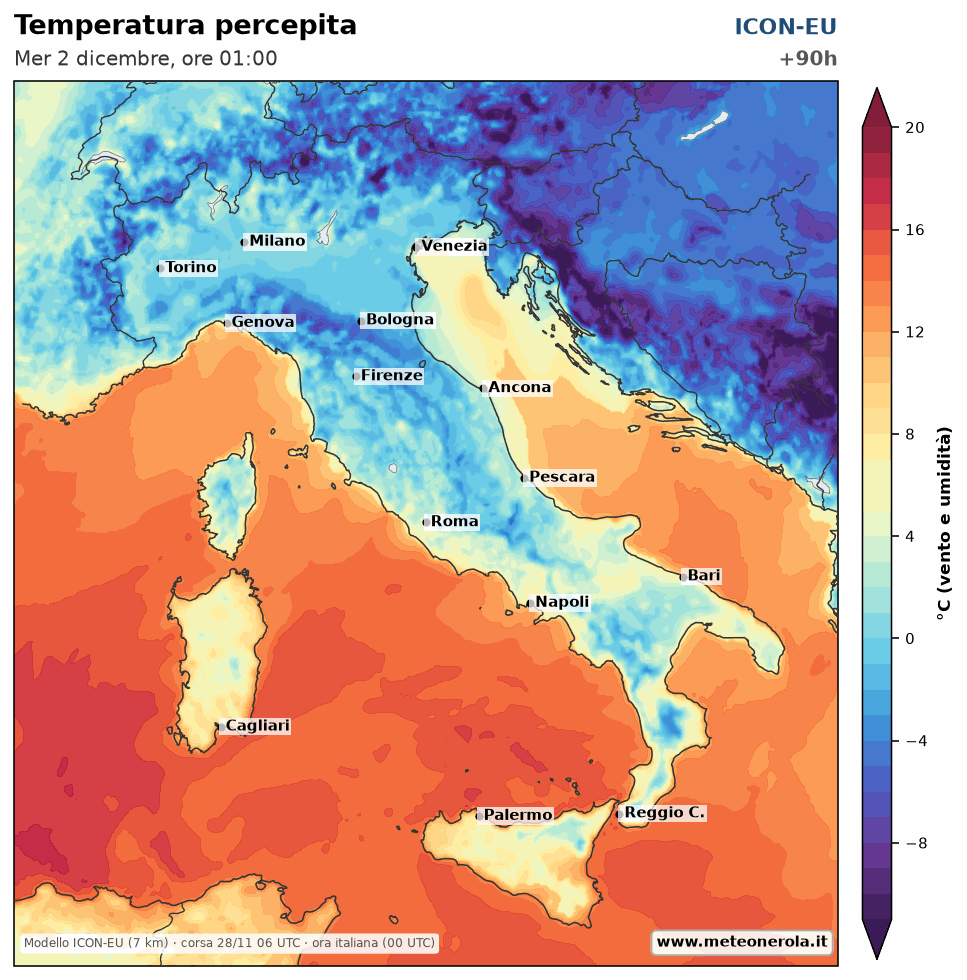 Temperatura percepita
ICON-EU
Mer 2 dicembre, ore 01:00
+90h
20
16
12
8
4
0
−4
−8
°C (vento e umidità)
Milano
Venezia
Torino
Genova
Bologna
Firenze
Ancona
Pescara
Roma
Bari
Napoli
Cagliari
Palermo
Reggio C.
Modello ICON-EU (7 km) · corsa 28/11 06 UTC · ora italiana (00 UTC)
www.meteonerola.it